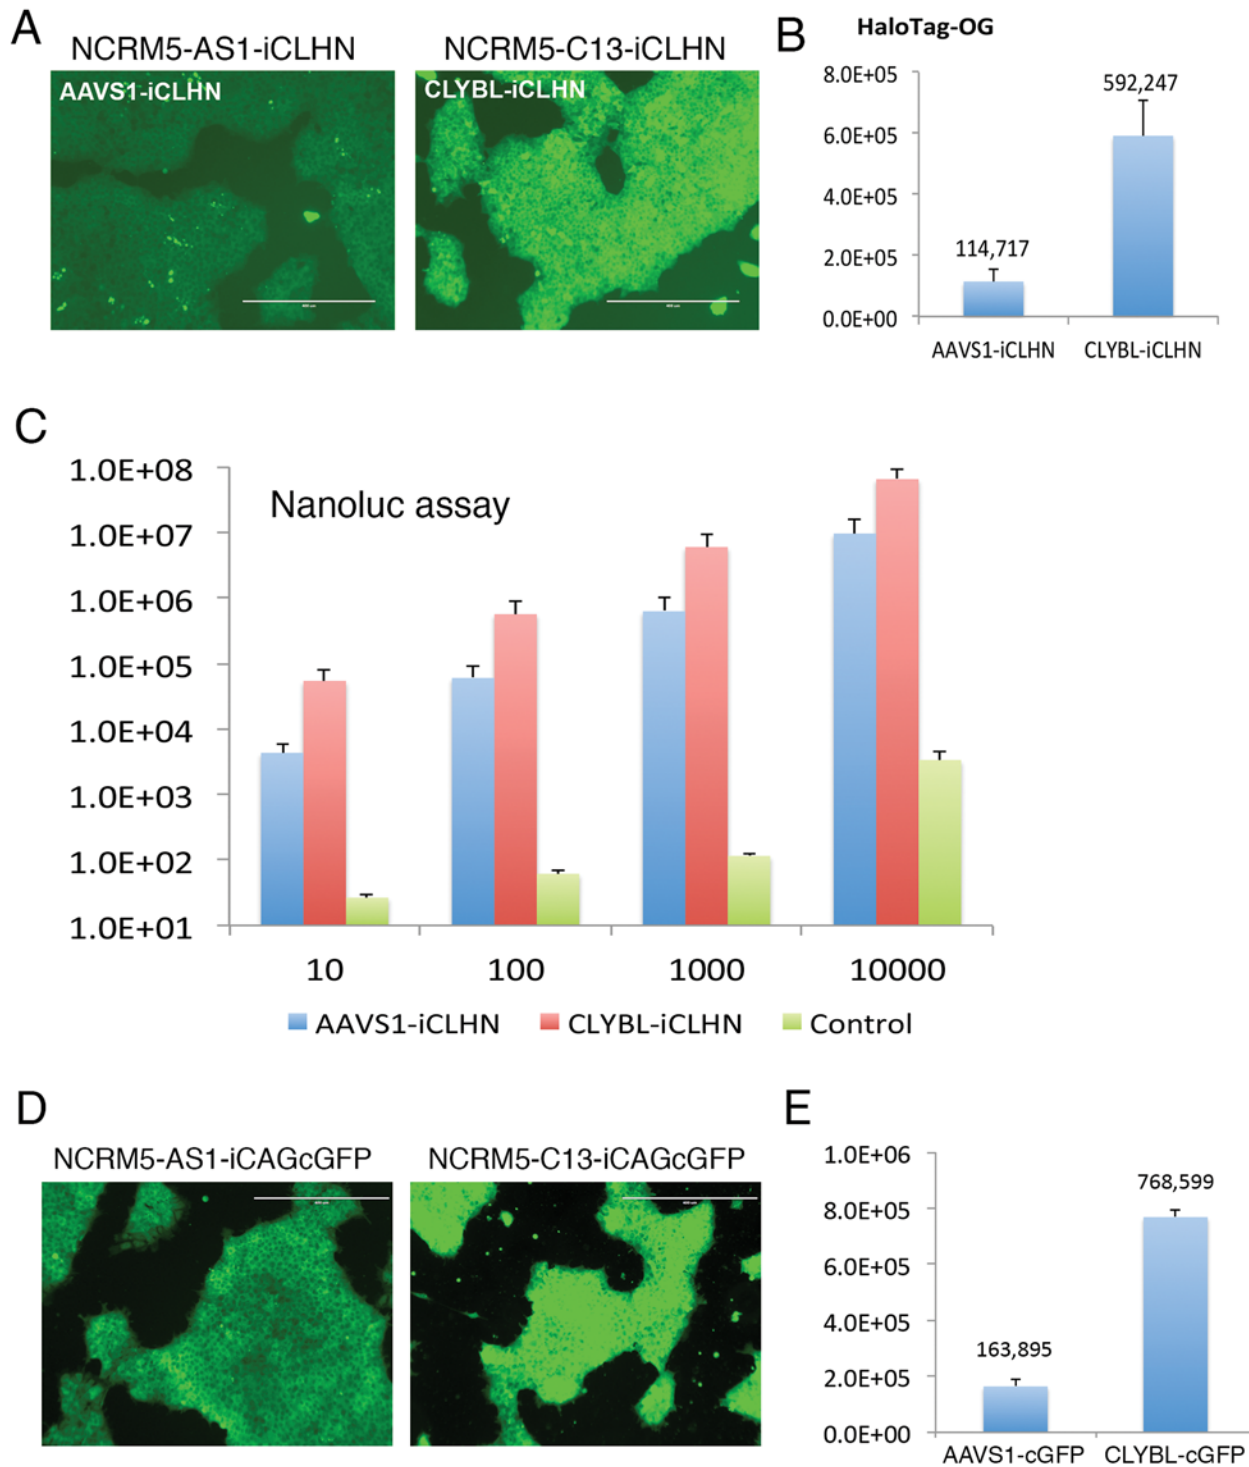 A
NCRM5-AS1-iCLHN
NCRM5-C13-iCLHN
AAVS1-iCLHN
CLYBL-iCLHN
B
HaloTag-OG
8.0E+05
6.0E+05
4.0E+05
2.0E+05
0.0E+00
114,717
592,247
AAVS1-iCLHN
CLYBL-iCLHN
C
Nanoluc assay
1.0E+08
1.0E+07
1.0E+06
1.0E+05
1.0E+04
1.0E+03
1.0E+02
1.0E+01
10
100
1000
10000
AAVS1-iCLHN
CLYBL-iCLHN
Control
D
NCRM5-AS1-iCAGcGFP
NCRM5-C13-iCAGcGFP
E
1.0E+06
8.0E+05
6.0E+05
4.0E+05
2.0E+05
0.0E+00
163,895
768,599
AAVS1-cGFP
CLYBL-cGFP